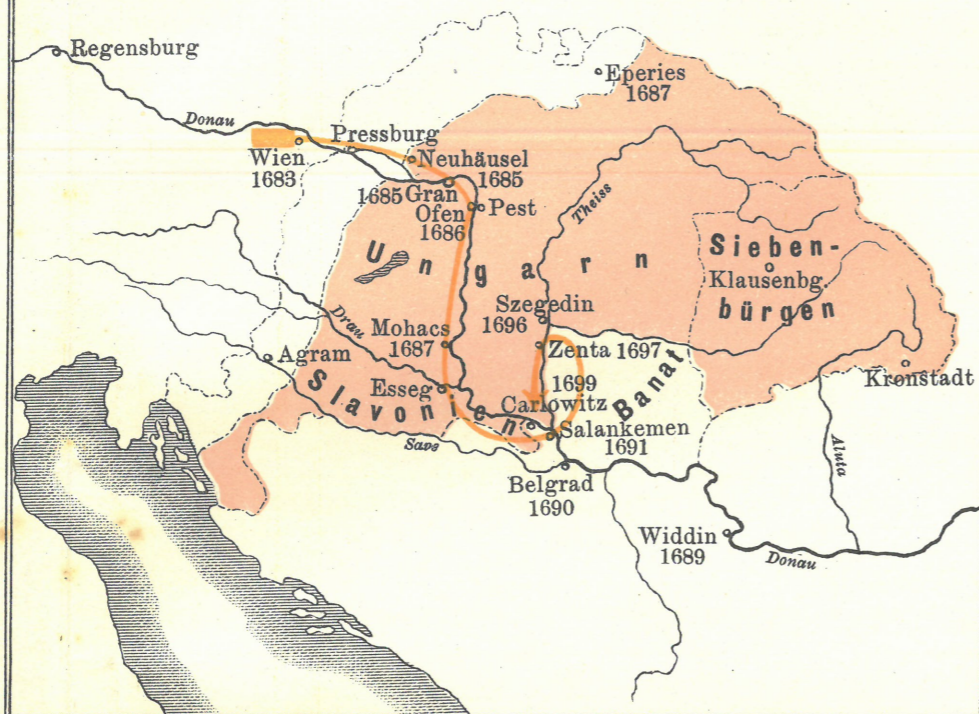 Regensburg
Eperies
1687
Donau
Pressburg
Wien
1683
Neuhäusel
1685
1685 Gran
Ofen
1686
Pest
Theiss
Ungarn
Sieben-
Klausenbg.
bürgen
Szegedin
1696
Drau
Mohacs
1687
Zenta 1697
Agram
Esseg
1699
Carlowitz
Banat
Kronstadt
Slavonien
Salankemen
1691
Save
Belgrad
1690
Aluta
Widdin
1689
Donau